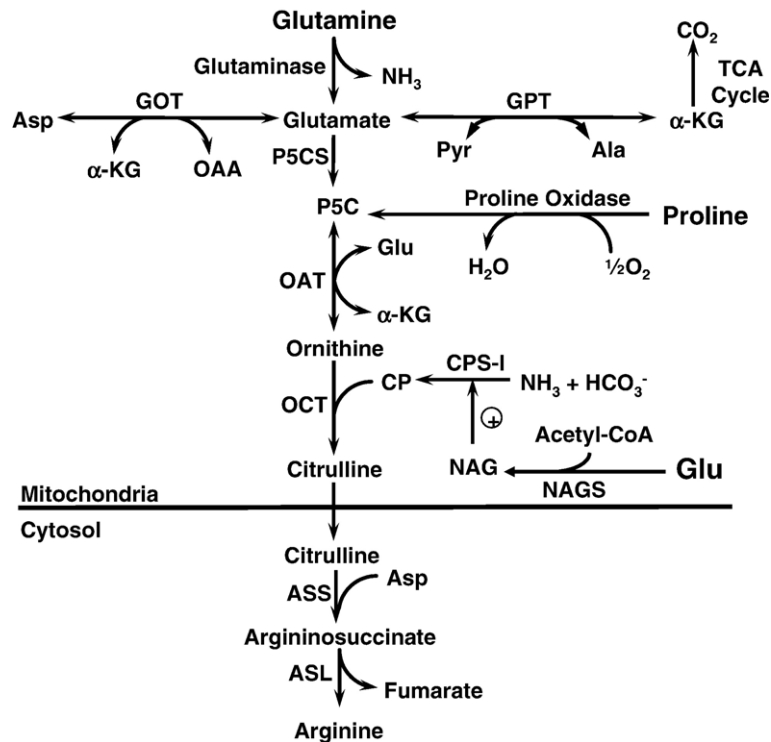 Glutamine
CO₂
Glutaminase
NH₃
TCA
Cycle
GOT
GPT
Asp
Glutamate
α-KG
α-KG
OAA
P5CS
Pyr
Ala
P5C
Proline Oxidase
Proline
Glu
H₂O
½O₂
OAT
α-KG
Ornithine
CPS-I
CP
NH₃ + HCO₃⁻
OCT
+
Acetyl-CoA
Citrulline
NAG
Glu
NAGS
Mitochondria
Cytosol
Citrulline
ASS
Asp
Argininosuccinate
ASL
Fumarate
Arginine